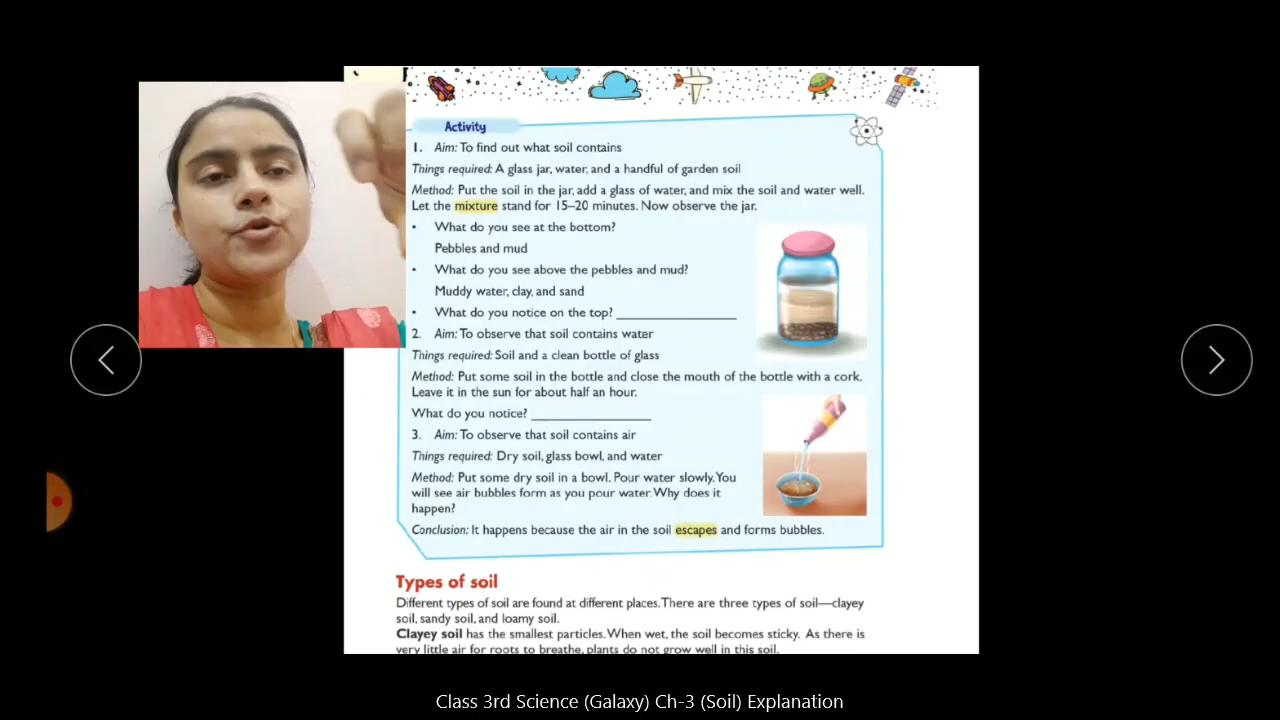 Activity
1. Aim: To find out what soil contains
Things required: A glass jar, water, and a handful of garden soil
Method: Put the soil in the jar, add a glass of water, and mix the soil and water well.
Let the mixture stand for 15–20 minutes. Now observe the jar.
• What do you see at the bottom?
Pebbles and mud
• What do you see above the pebbles and mud?
Muddy water, clay, and sand
• What do you notice on the top? ____________________
2. Aim: To observe that soil contains water
Things required: Soil and a clean bottle of glass
Method: Put some soil in the bottle and close the mouth of the bottle with a cork.
Leave it in the sun for about half an hour.
What do you notice? ____________________
3. Aim: To observe that soil contains air
Things required: Dry soil, glass bowl, and water
Method: Put some dry soil in a bowl. Pour water slowly. You
will see air bubbles form as you pour water. Why does it
happen?
Conclusion: It happens because the air in the soil escapes and forms bubbles.
Types of soil
Different types of soil are found at different places. There are three types of soil—clayey
soil, sandy soil, and loamy soil.
Clayey soil has the smallest particles. When wet, the soil becomes sticky. As there is
very little air for roots to breathe, plants do not grow well in this soil.
Class 3rd Science (Galaxy) Ch-3 (Soil) Explanation